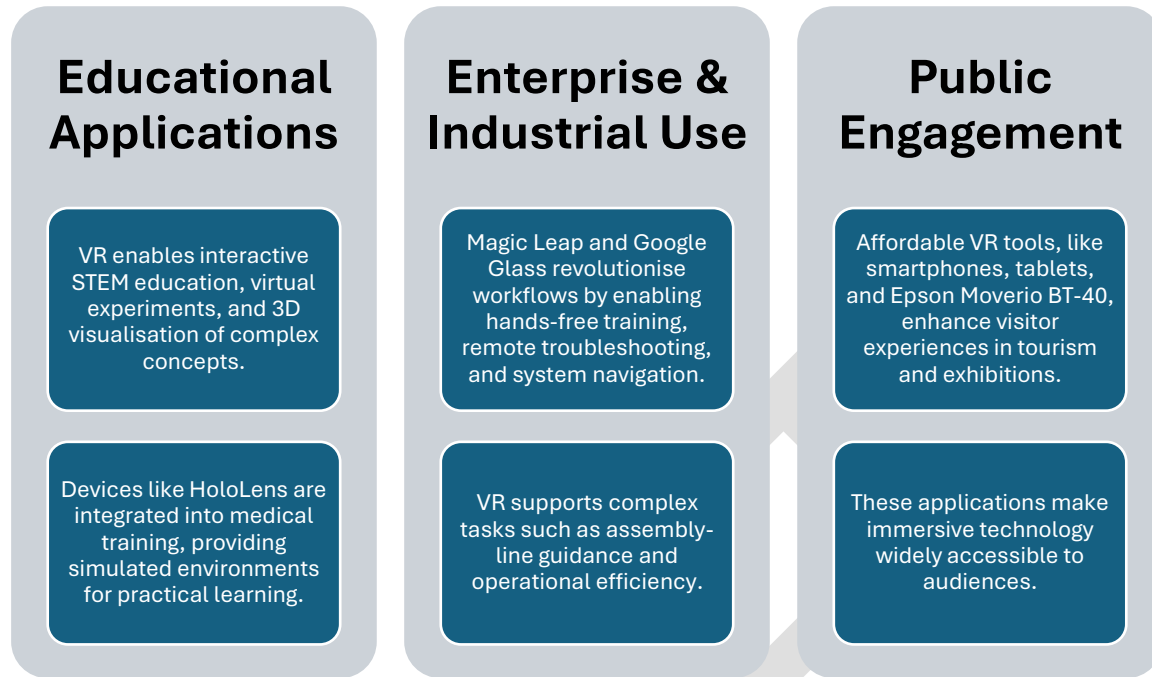 Educational
Applications
VR enables interactive
STEM education, virtual
experiments, and 3D
visualisation of complex
concepts.
Devices like HoloLens are
integrated into medical
training, providing
simulated environments
for practical learning.
Enterprise &
Industrial Use
Magic Leap and Google
Glass revolutionise
workflows by enabling
hands-free training,
remote troubleshooting,
and system navigation.
VR supports complex
tasks such as assembly-
line guidance and
operational efficiency.
Public
Engagement
Affordable VR tools, like
smartphones, tablets,
and Epson Moverio BT-40,
enhance visitor
experiences in tourism
and exhibitions.
These applications make
immersive technology
widely accessible to
audiences.